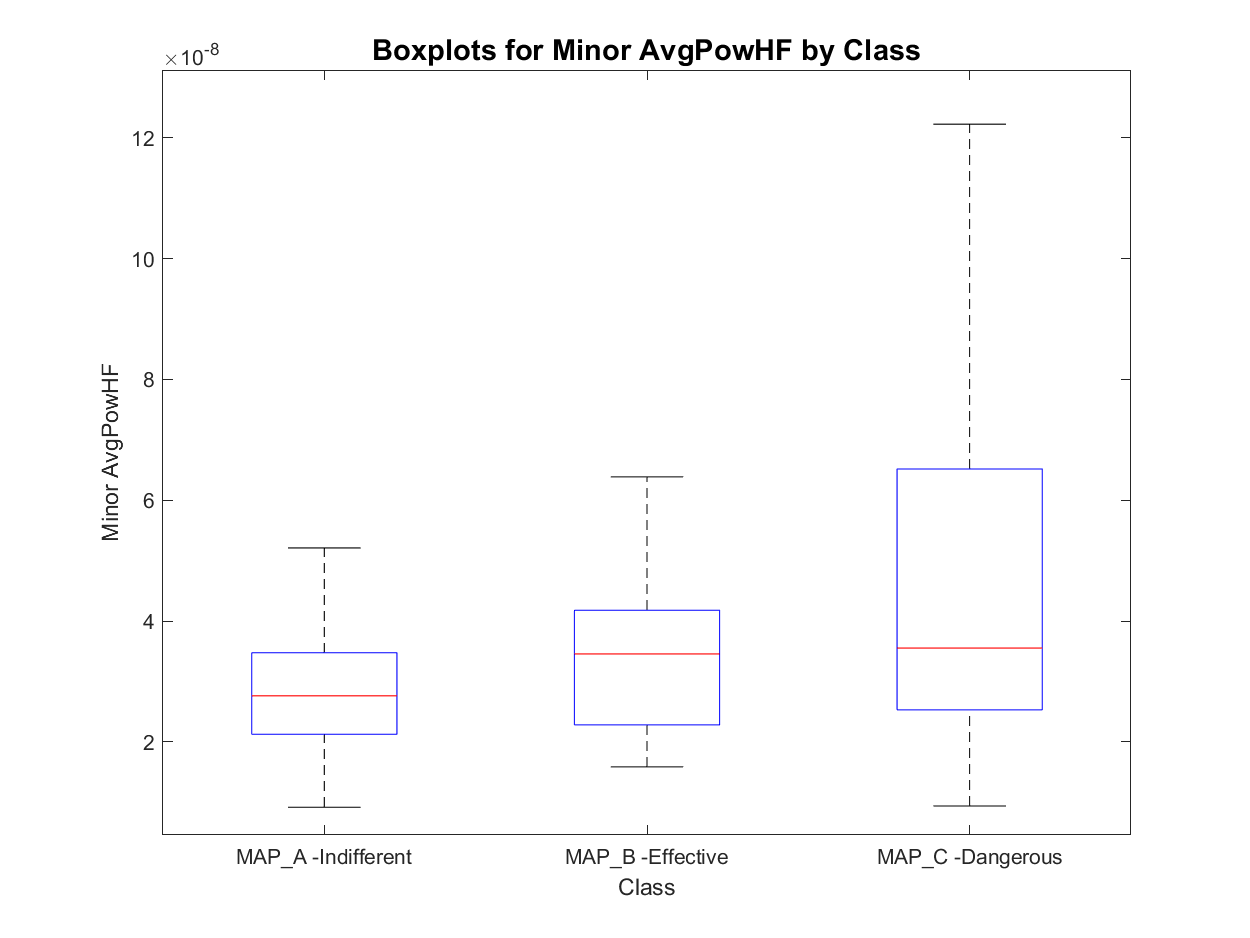 Boxplots for Minor AvgPowHF by Class
×10-8
12
10
8
6
4
2
Minor AvgPowHF
MAP_A -Indifferent
MAP_B -Effective
MAP_C -Dangerous
Class